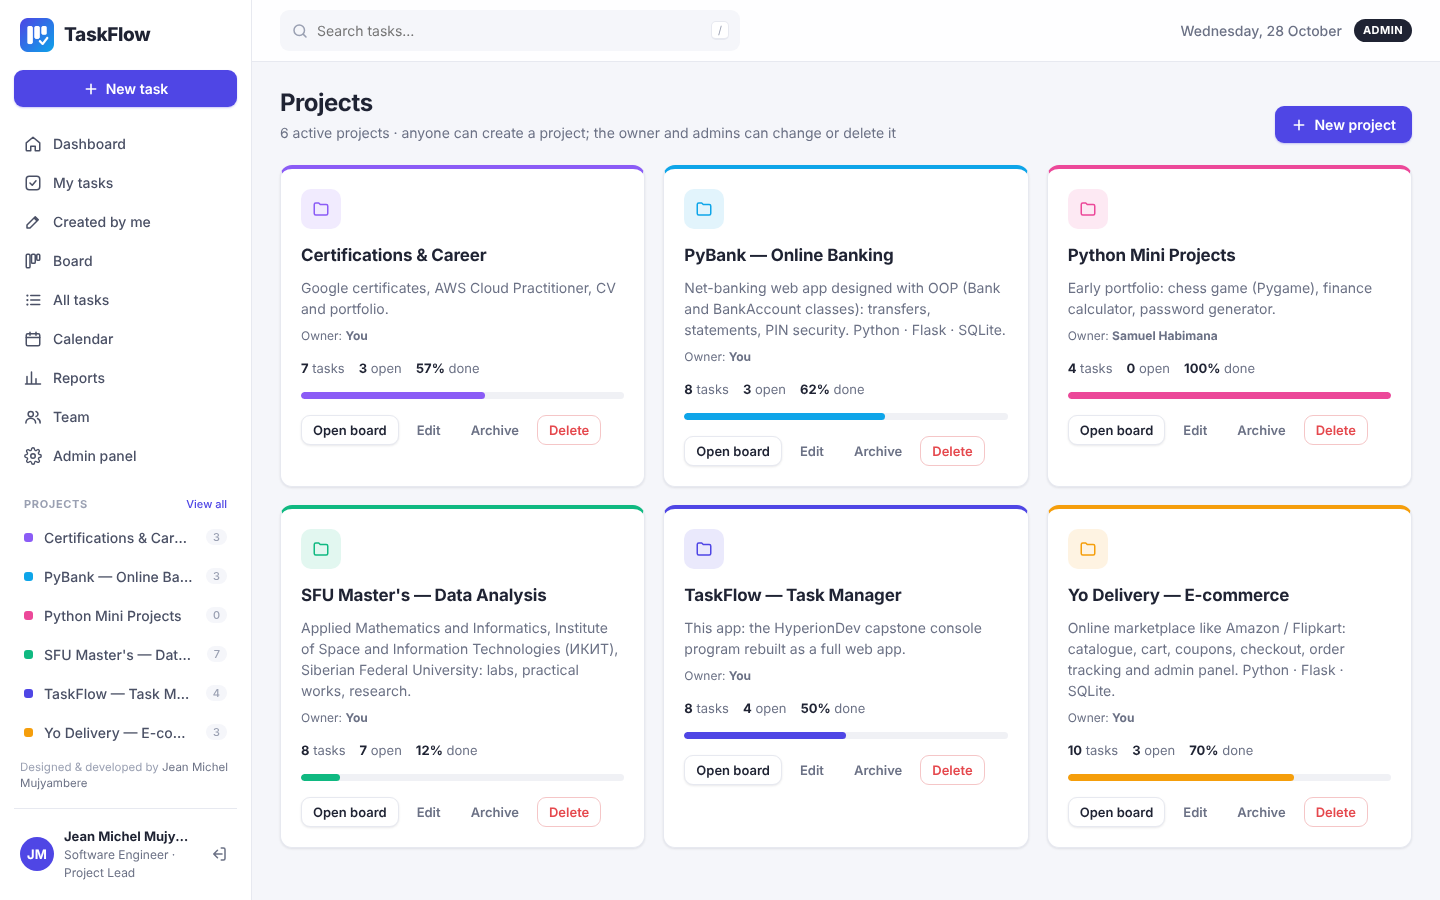 TaskFlow
New task
Dashboard
My tasks
Created by me
Board
All tasks
Calendar
Reports
Team
Admin panel
PROJECTS View all
Certifications & Car... 3
PyBank — Online Ba... 3
Python Mini Projects 0
SFU Master's — Dat... 7
TaskFlow — Task M... 4
Yo Delivery — E-co... 3
Designed & developed by Jean Michel
Mujyambere
JM
Jean Michel Mujy...
Software Engineer ·
Project Lead
Search tasks... /
Wednesday, 28 October ADMIN
Projects
6 active projects · anyone can create a project; the owner and admins can change or delete it
New project
Certifications & Career
Google certificates, AWS Cloud Practitioner, CV
and portfolio.
Owner: You
7 tasks 3 open 57% done
Open board Edit Archive Delete
PyBank — Online Banking
Net-banking web app designed with OOP (Bank
and BankAccount classes): transfers,
statements, PIN security. Python · Flask · SQLite.
Owner: You
8 tasks 3 open 62% done
Open board Edit Archive Delete
Python Mini Projects
Early portfolio: chess game (Pygame), finance
calculator, password generator.
Owner: Samuel Habimana
4 tasks 0 open 100% done
Open board Edit Archive Delete
SFU Master's — Data Analysis
Applied Mathematics and Informatics, Institute
of Space and Information Technologies (ИКИТ),
Siberian Federal University: labs, practical
works, research.
Owner: You
8 tasks 7 open 12% done
Open board Edit Archive Delete
TaskFlow — Task Manager
This app: the HyperionDev capstone console
program rebuilt as a full web app.
Owner: You
8 tasks 4 open 50% done
Open board Edit Archive Delete
Yo Delivery — E-commerce
Online marketplace like Amazon / Flipkart:
catalogue, cart, coupons, checkout, order
tracking and admin panel. Python · Flask ·
SQLite.
Owner: You
10 tasks 3 open 70% done
Open board Edit Archive Delete